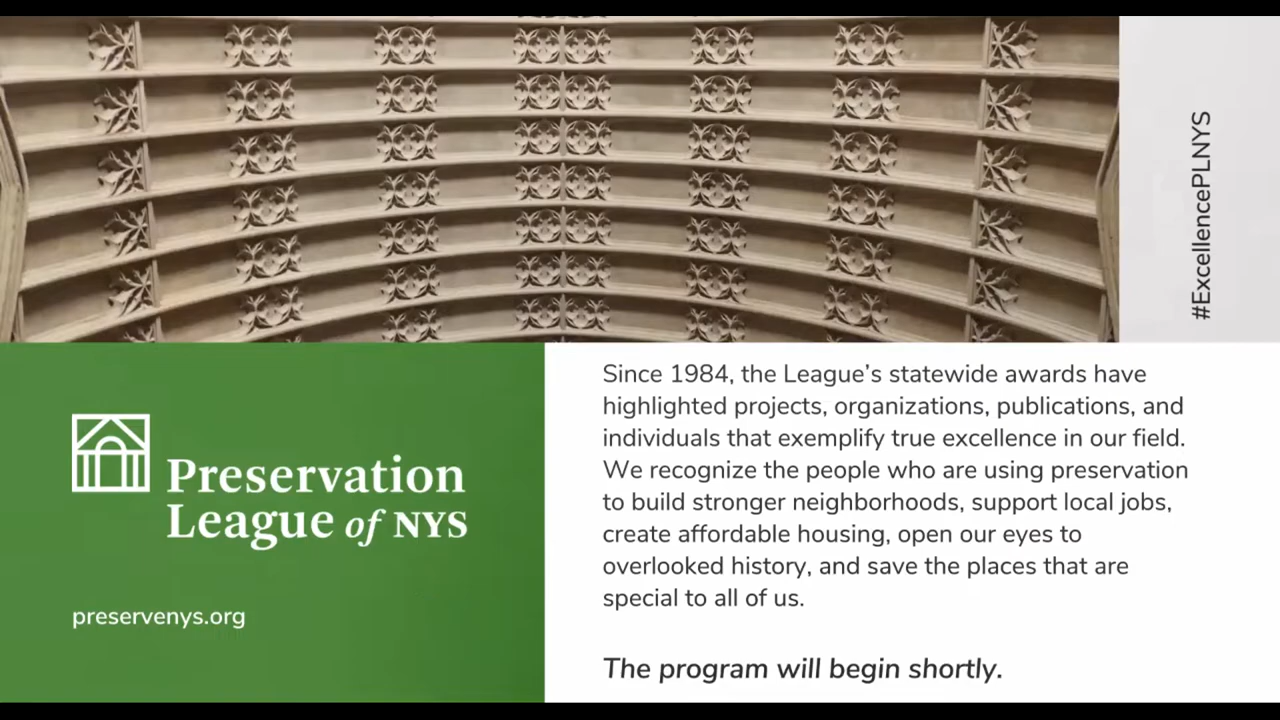 #ExcellencePLNYS
Preservation
League of NYS
preservenys.org
Since 1984, the League’s statewide awards have
highlighted projects, organizations, publications, and
individuals that exemplify true excellence in our field.
We recognize the people who are using preservation
to build stronger neighborhoods, support local jobs,
create affordable housing, open our eyes to
overlooked history, and save the places that are
special to all of us.
The program will begin shortly.